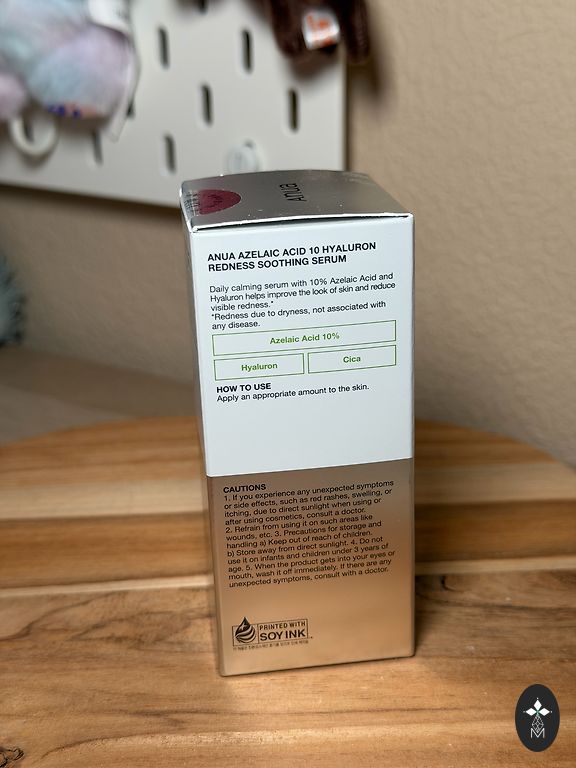 Anua
ANUA AZELAIC ACID 10 HYALURON
REDNESS SOOTHING SERUM
Daily calming serum with 10% Azelaic Acid and
Hyaluron helps improve the look of skin and reduce
visible redness.*
*Redness due to dryness, not associated with
any disease.
Azelaic Acid 10%
Hyaluron
Cica
HOW TO USE
Apply an appropriate amount to the skin.
CAUTIONS
1. If you experience any unexpected symptoms
or side effects, such as red rashes, swelling, or
itching, due to direct sunlight when using or
after using cosmetics, consult a doctor.
2. Refrain from using it on such areas like
wounds, etc. 3. Precautions for storage and
handling a) Keep out of reach of children.
b) Store away from direct sunlight. 4. Do not
use it on infants and children under 3 years of
age. 5. When the product gets into your eyes or
mouth, wash it off immediately. If there are any
unexpected symptoms, consult with a doctor.
PRINTED WITH
SOY INK
M